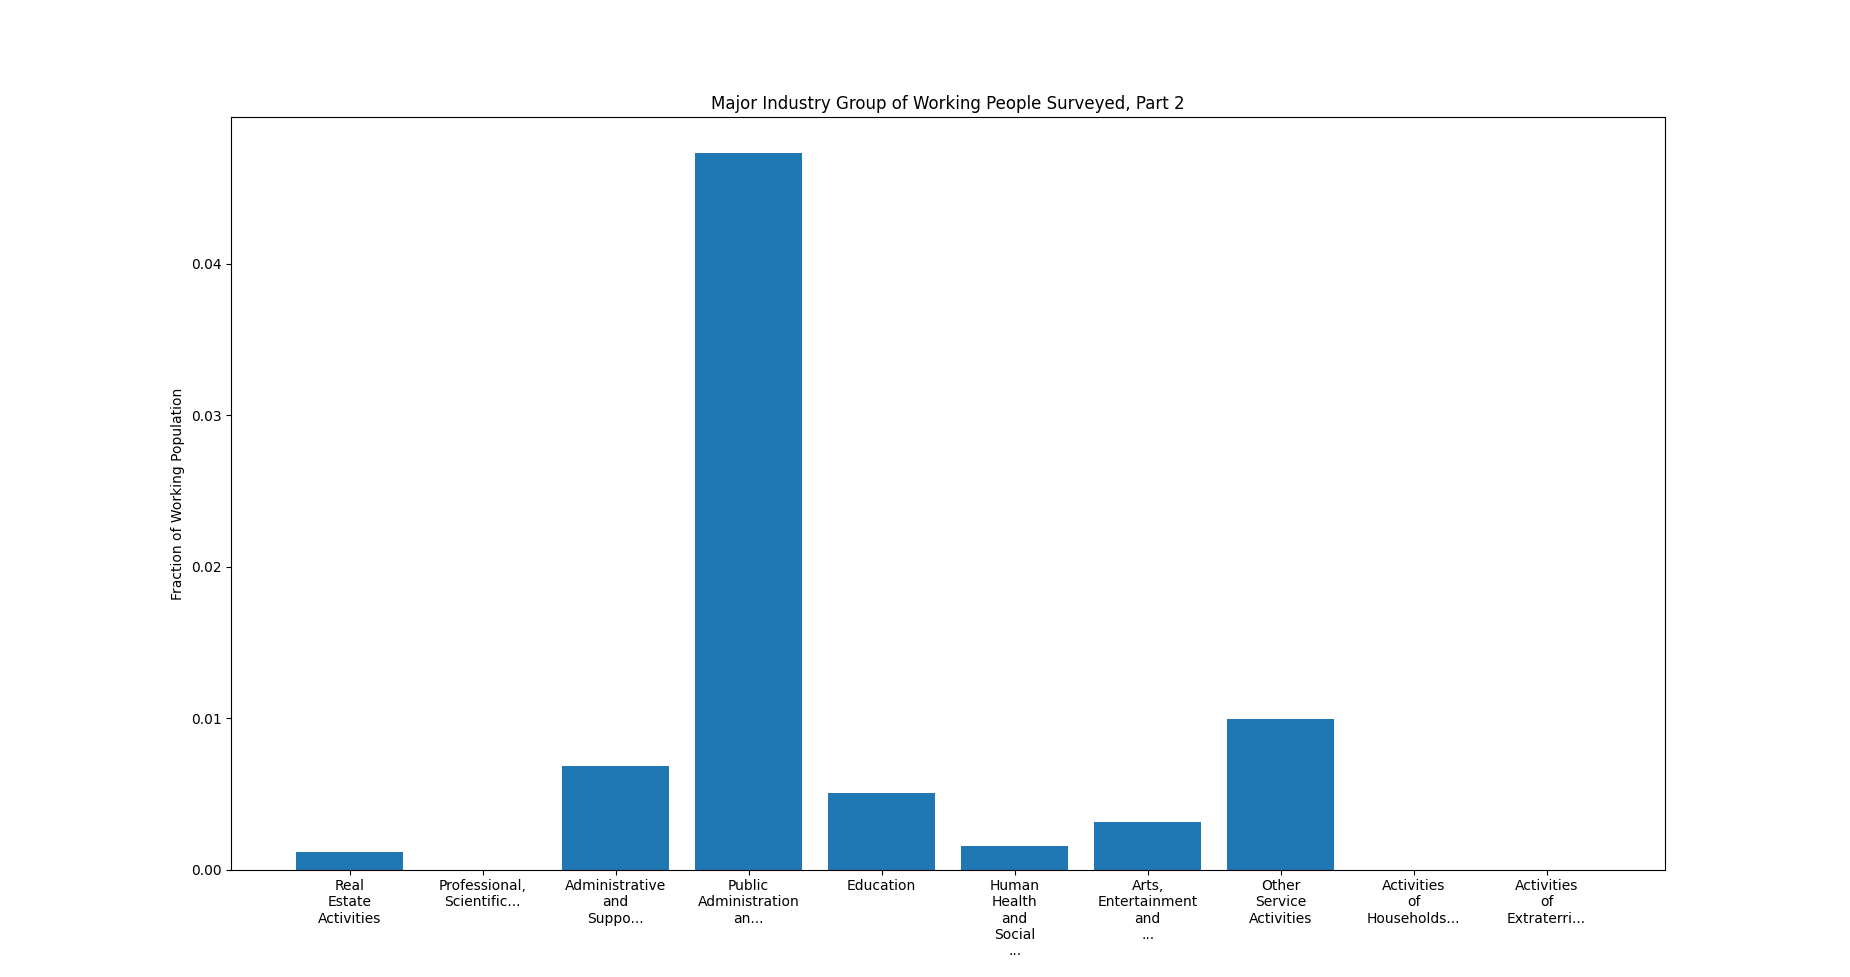 Major Industry Group of Working People Surveyed, Part 2
Fraction of Working Population
0.04
0.03
0.02
0.01
0.00
Real
Estate
Activities
Professional,
Scientific...
Administrative
and
Suppo...
Public
Administration
an...
Education
Human
Health
and
Social
...
Arts,
Entertainment
and
...
Other
Service
Activities
Activities
of
Households...
Activities
of
Extraterri...